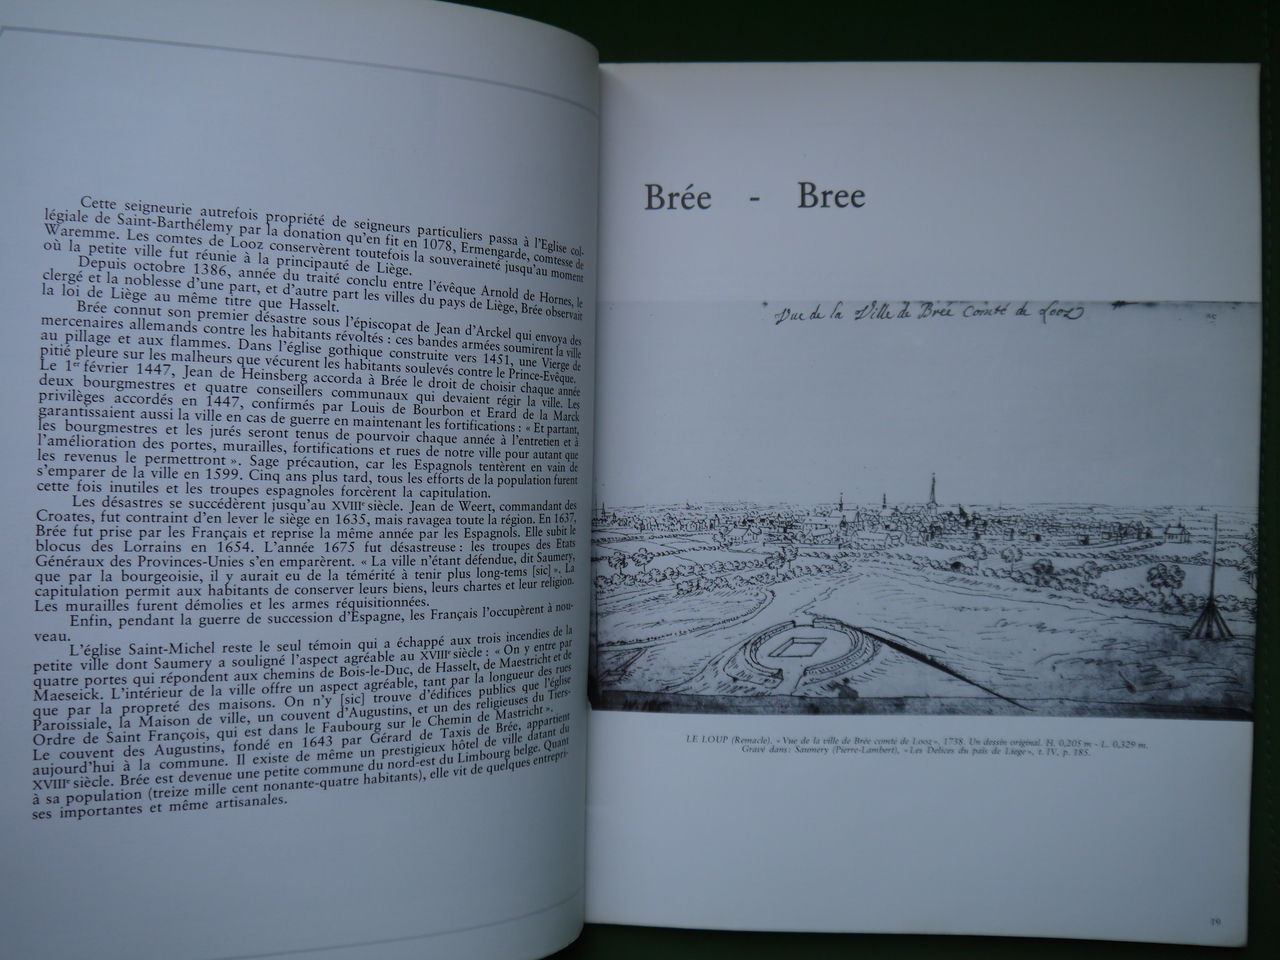 Cette seigneurie autrefois propriété de seigneurs particuliers passa à l'Eglise col-
légiale de Saint-Barthélemy par la donation qu'en fit en 1078, Ermengarde, comtesse de
Waremme. Les comtes de Looz conservèrent toutefois la souveraineté jusqu'au moment
où la petite ville fut réunie à la principauté de Liège.
Depuis octobre 1386, année du traité conclu entre l'évêque Arnold de Hornes, le
clergé et la noblesse d'une part, et d'autre part les villes du pays de Liège, Brée observait
la loi de Liège au même titre que Hasselt.
Brée connut son premier désastre sous l'épiscopat de Jean d'Arckel qui envoya des
mercenaires allemands contre les habitants révoltés : ces bandes armées soumirent la ville
au pillage et aux flammes. Dans l'église gothique construite vers 1451, une Vierge de
pitié pleure sur les malheurs que vécurent les habitants soulevés contre le Prince-Evêque.
Le 1er février 1447, Jean de Heinsberg accorda à Brée le droit de choisir chaque année
deux bourgmestres et quatre conseillers communaux qui devaient régir la ville. Les
privilèges accordés en 1447, confirmés par Louis de Bourbon et Erard de la Marck
garantissaient aussi la ville en cas de guerre en maintenant les fortifications : « Et partant,
les bourgmestres et les jurés seront tenus de pourvoir chaque année à l'entretien et à
l'amélioration des portes, murailles, fortifications et rues de notre ville pour autant que
les revenus le permettront ». Sage précaution, car les Espagnols tentèrent en vain de
s'emparer de la ville en 1599. Cinq ans plus tard, tous les efforts de la population furent
cette fois inutiles et les troupes espagnoles forcèrent la capitulation.
Les désastres se succédèrent jusqu'au XVIIIe siècle. Jean de Weert, commandant des
Croates, fut contraint d'en lever le siège en 1635, mais ravagea toute la région. En 1637,
Brée fut prise par les Français et reprise la même année par les Espagnols. Elle subit le
blocus des Lorrains en 1654. L'année 1675 fut désastreuse : les troupes des Etats
Généraux des Provinces-Unies s'en emparèrent. « La ville n'étant défendue, dit Saumery,
que par la bourgeoisie, il y aurait eu de la témérité à tenir plus long-tems [sic] ». La
capitulation permit aux habitants de conserver leurs biens, leurs chartes et leur religion.
Les murailles furent démolies et les armes réquisitionnées.
Enfin, pendant la guerre de succession d'Espagne, les Français l'occupèrent à nou-
veau.
L'église Saint-Michel reste le seul témoin qui a échappé aux trois incendies de la
petite ville dont Saumery a souligné l'aspect agréable au XVIIIe siècle : « On y entre par
quatre portes qui répondent aux chemins de Bois-le-Duc, de Hasselt, de Maestricht et de
Maeseick. L'intérieur de la ville offre un aspect agréable, tant par la longueur des rues
que par la propreté des maisons. On n'y [sic] trouve d'édifices publics que l'église
Paroissiale, la Maison de ville, un couvent d'Augustins, et un des religieuses du Tiers-
Ordre de Saint François, qui est dans le Faubourg sur le Chemin de Mastricht ».
Le couvent des Augustins, fondé en 1643 par Gérard de Taxis de Brée, appartient
aujourd'hui à la commune. Il existe de même un prestigieux hôtel de ville datant du
XVIIIe siècle. Brée est devenue une petite commune du nord-est du Limbourg belge. Quant
à sa population (treize mille cent nonante-quatre habitants), elle vit de quelques entrepri-
ses importantes et même artisanales.
Brée - Bree
Vue de la Ville de Brée Comté de Looz
LE LOUP (Remacle). « Vue de la ville de Brée comté de Looz », 1738. Un dessin original. H. 0,205 m - L. 0,329 m.
Gravé dans: Saumery (Pierre-Lambert), « Les Délices du païs de Liège », t. IV, p. 185.
19